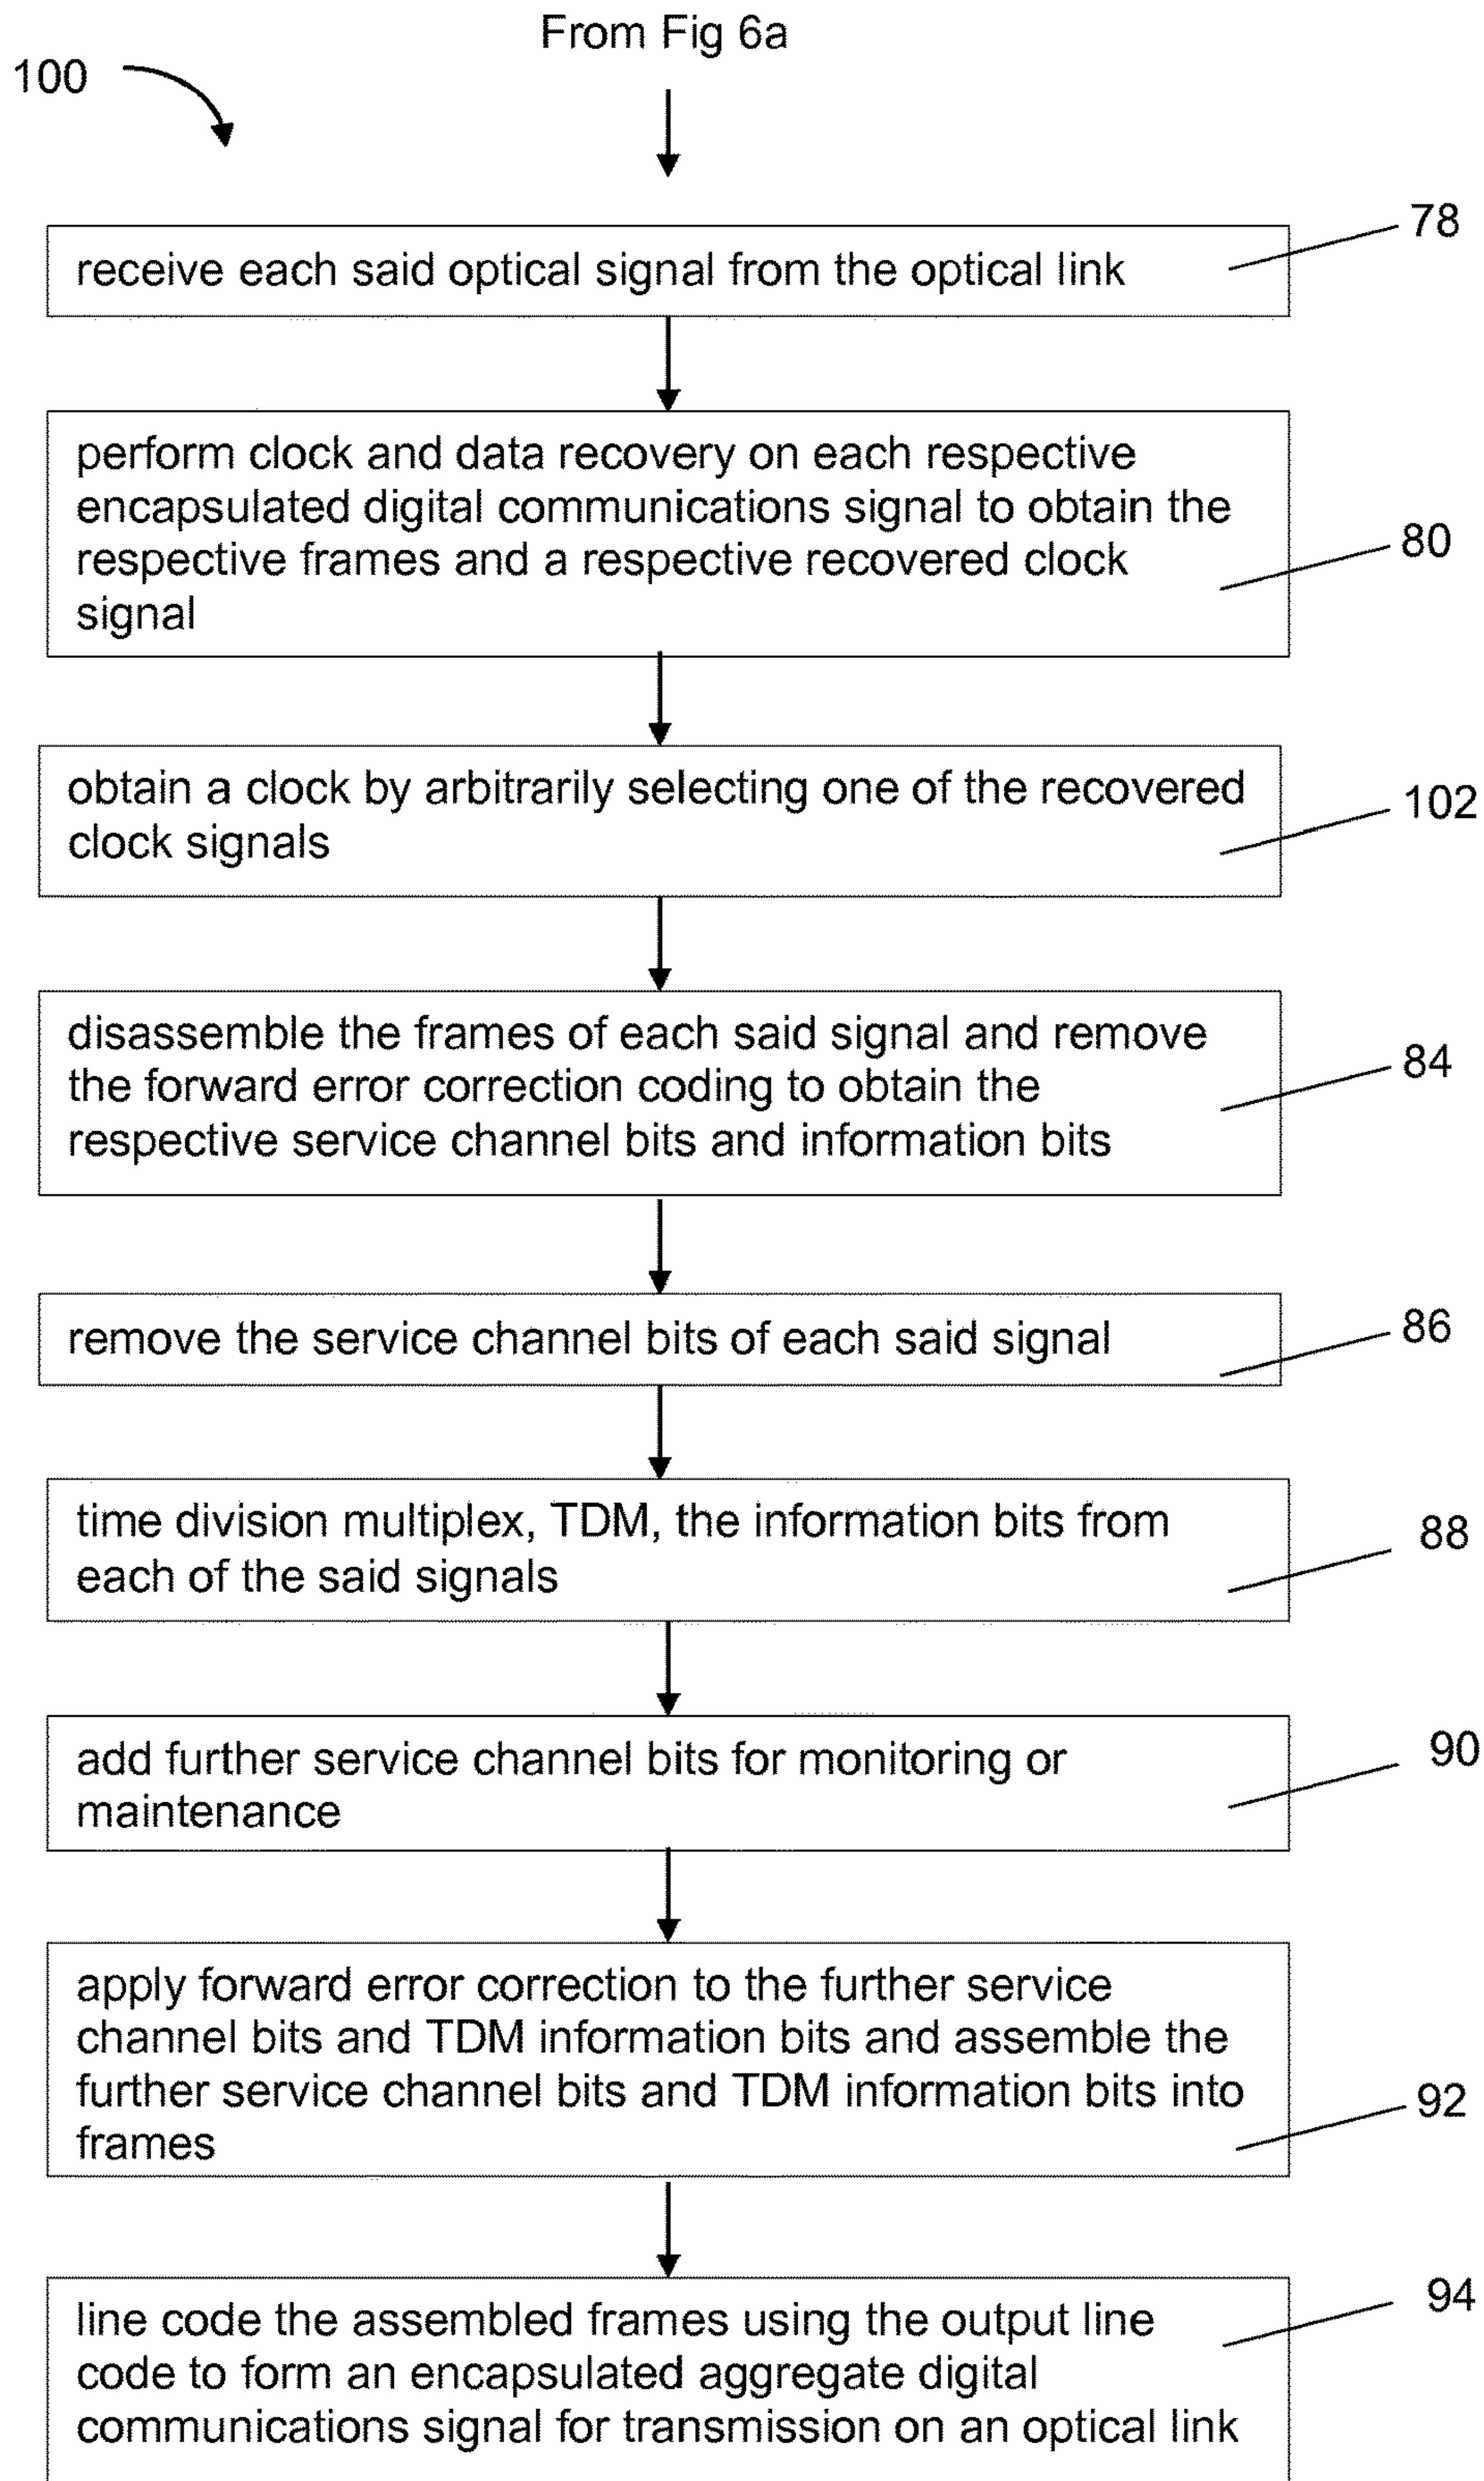 From Fig 6a
100
receive each said optical signal from the optical link
78
perform clock and data recovery on each respective
encapsulated digital communications signal to obtain the
respective frames and a respective recovered clock
signal
80
obtain a clock by arbitrarily selecting one of the recovered
clock signals
102
disassemble the frames of each said signal and remove
the forward error correction coding to obtain the
respective service channel bits and information bits
84
remove the service channel bits of each said signal
86
time division multiplex, TDM, the information bits from
each of the said signals
88
add further service channel bits for monitoring or
maintenance
90
apply forward error correction to the further service
channel bits and TDM information bits and assemble the
further service channel bits and TDM information bits into
frames
92
line code the assembled frames using the output line
code to form an encapsulated aggregate digital
communications signal for transmission on an optical link
94